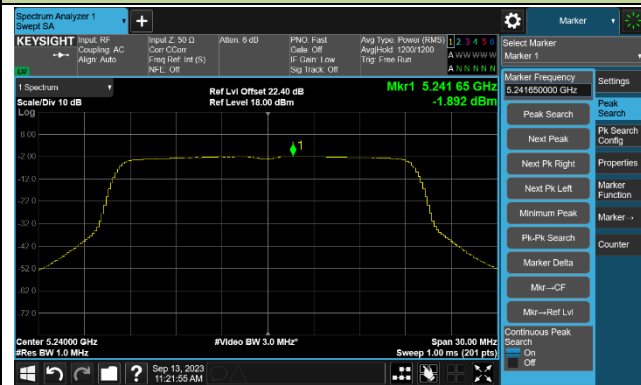 Spectrum Analyzer 1
Swept SA
Marker
KEYSIGHT
Input: RF
Coupling: AC
Align: Auto
Input Z: 50 Ω
Corr CCorr
Freq Ref: Int (S)
NFE: Off
Atten: 6 dB
PNO: Fast
Gate: Off
IF Gain: Low
Sig Track: Off
Avg Type: Power (RMS)
Avg|Hold: 1200/1200
Trig: Free Run
1 2 3 4 5 6
A W W W W W
A N N N N N
LXI
Select Marker
Marker 1
1 Spectrum
Scale/Div 10 dB
Log
Ref Lvl Offset 22.40 dB
Ref Level 18.00 dBm
Mkr1 5.241 65 GHz
-1.892 dBm
8.00
-2.00
-12.0
-22.0
-32.0
-42.0
-52.0
-62.0
-72.0
1
Center 5.24000 GHz
#Res BW 1.0 MHz
#Video BW 3.0 MHz*
Span 30.00 MHz
Sweep 1.00 ms (201 pts)
Marker Frequency
5.241650000 GHz
Peak Search
Next Peak
Next Pk Right
Next Pk Left
Minimum Peak
Pk-Pk Search
Marker Delta
Mkr→CF
Mkr→Ref Lvl
Continuous Peak
Search
On
Off
Settings
Peak
Search
Pk Search
Config
Properties
Marker
Function
Marker→
Counter
Sep 13, 2023
11:21:55 AM